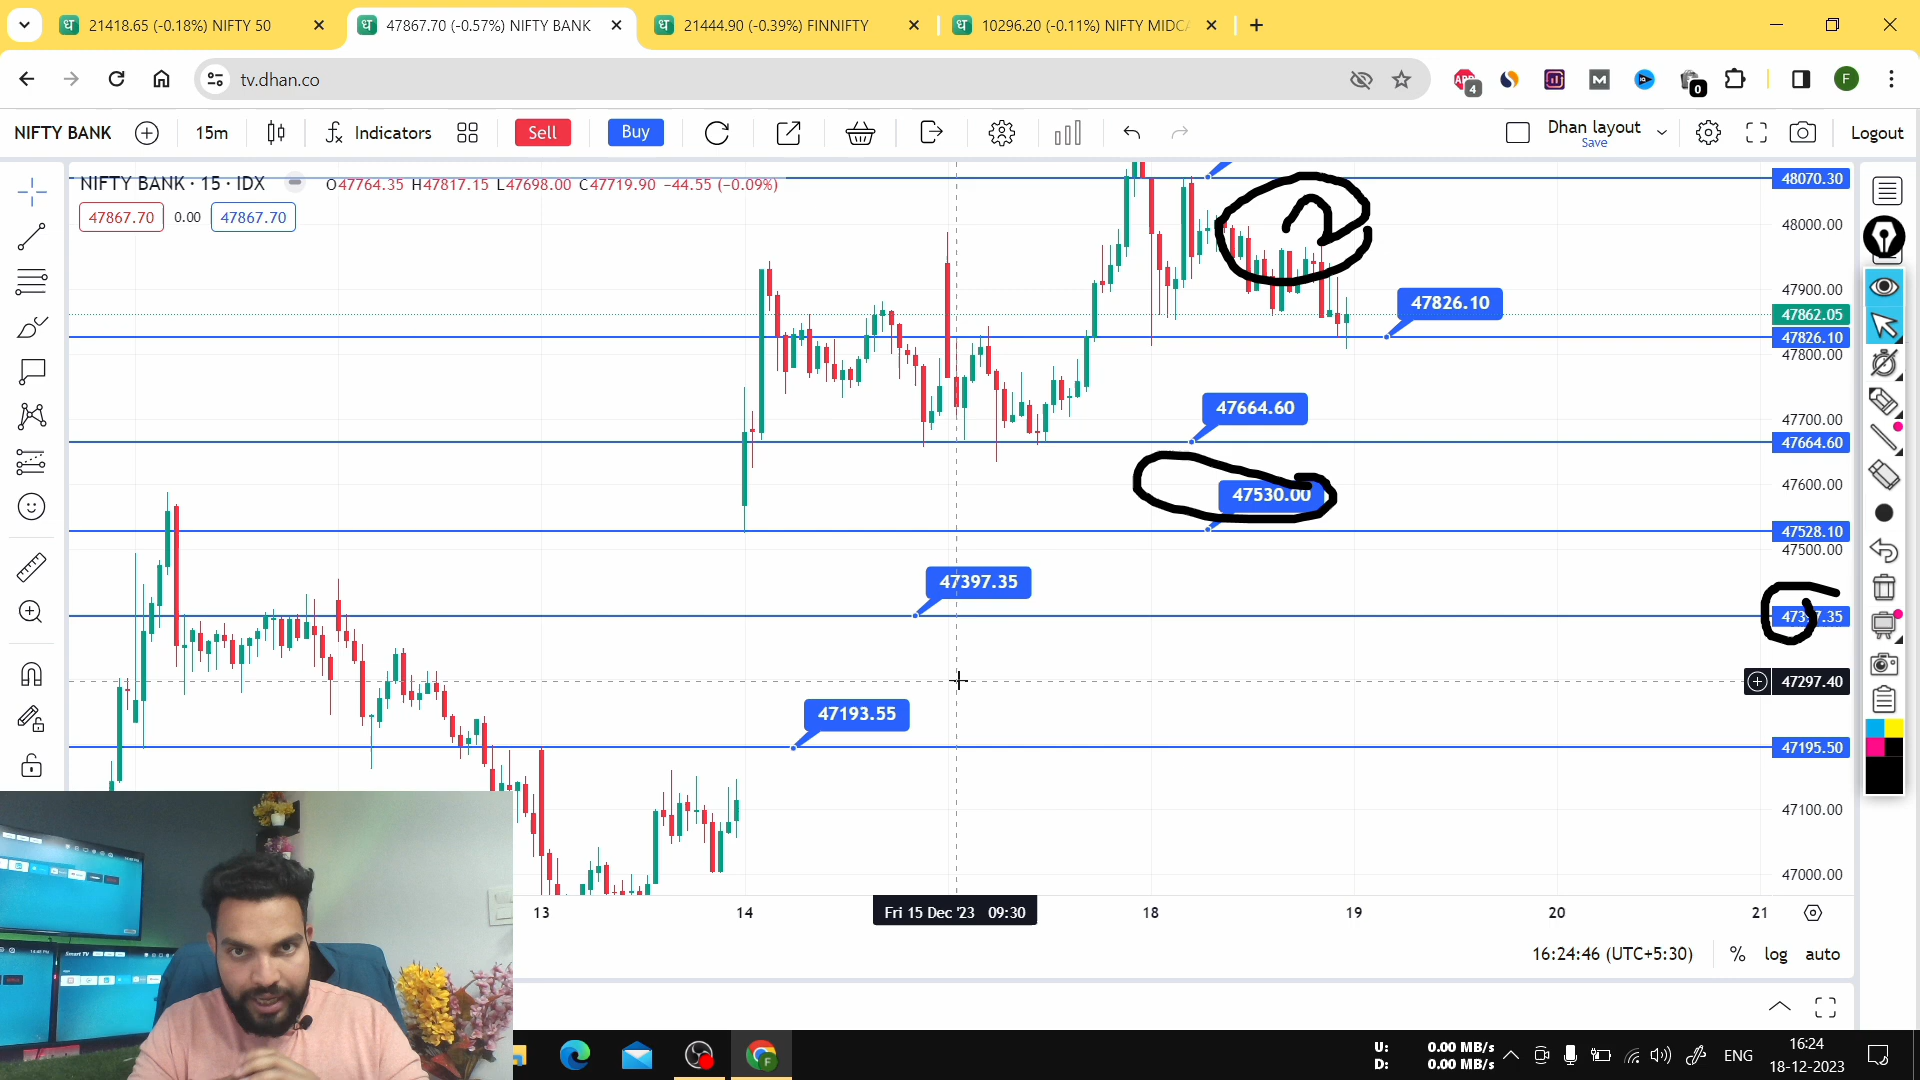 21418.65 (-0.18%) NIFTY 50
47867.70 (-0.57%) NIFTY BANK
21444.90 (-0.39%) FINNIFTY
10296.20 (-0.11%) NIFTY MIDC
tv.dhan.co
4
0
F
NIFTY BANK
15m
Indicators
Sell
Buy
Dhan layout
Save
Logout
NIFTY BANK · 15 · IDX
O47764.35 H47817.15 L47698.00 C47719.90 −44.55 (−0.09%)
47867.70 0.00 47867.70
48070.30
48000.00
47900.00
47826.10
47862.05
47826.10
47800.00
47664.60
47700.00
47664.60
47600.00
47530.00
47528.10
47500.00
47397.35
47297.40
47193.55
47195.50
47100.00
47000.00
13
14
Fri 15 Dec '23 09:30
18
19
20
21
16:24:46 (UTC+5:30)
%
log
auto
U: 0.00 MB/s
D: 0.00 MB/s
ENG
16:24
18-12-2023